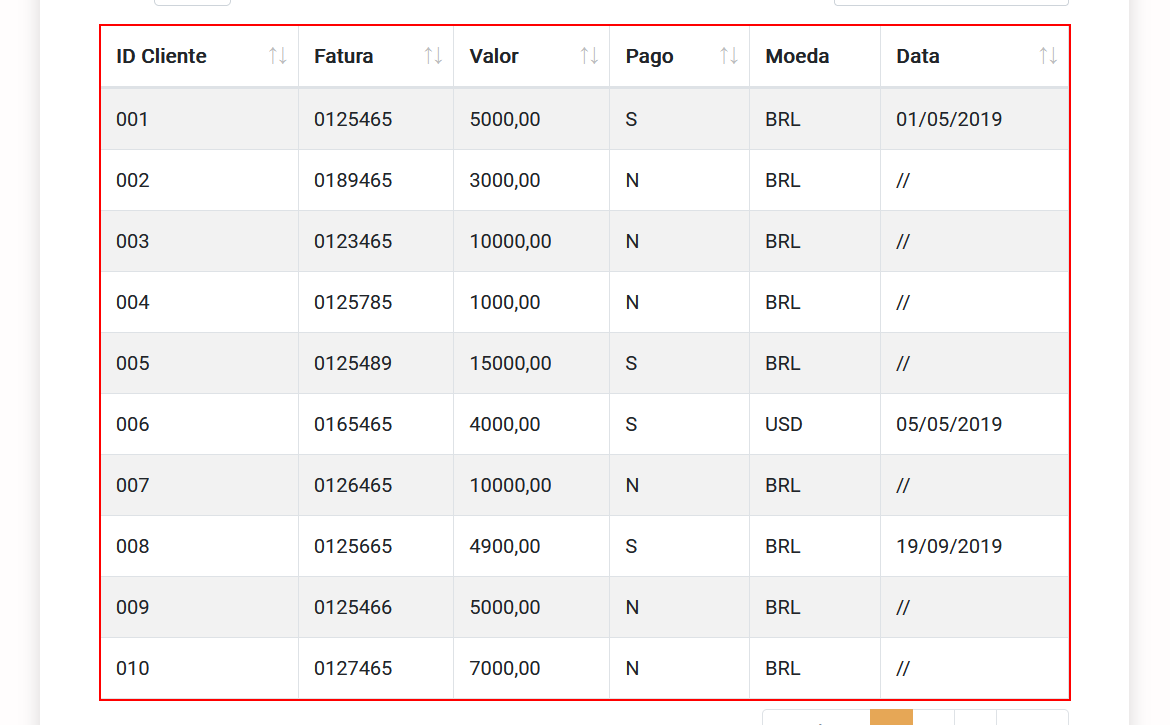 ID Cliente Fatura Valor Pago Moeda Data
001 0125465 5000,00 S BRL 01/05/2019
002 0189465 3000,00 N BRL //
003 0123465 10000,00 N BRL //
004 0125785 1000,00 N BRL //
005 0125489 15000,00 S BRL //
006 0165465 4000,00 S USD 05/05/2019
007 0126465 10000,00 N BRL //
008 0125665 4900,00 S BRL 19/09/2019
009 0125466 5000,00 N BRL //
010 0127465 7000,00 N BRL //